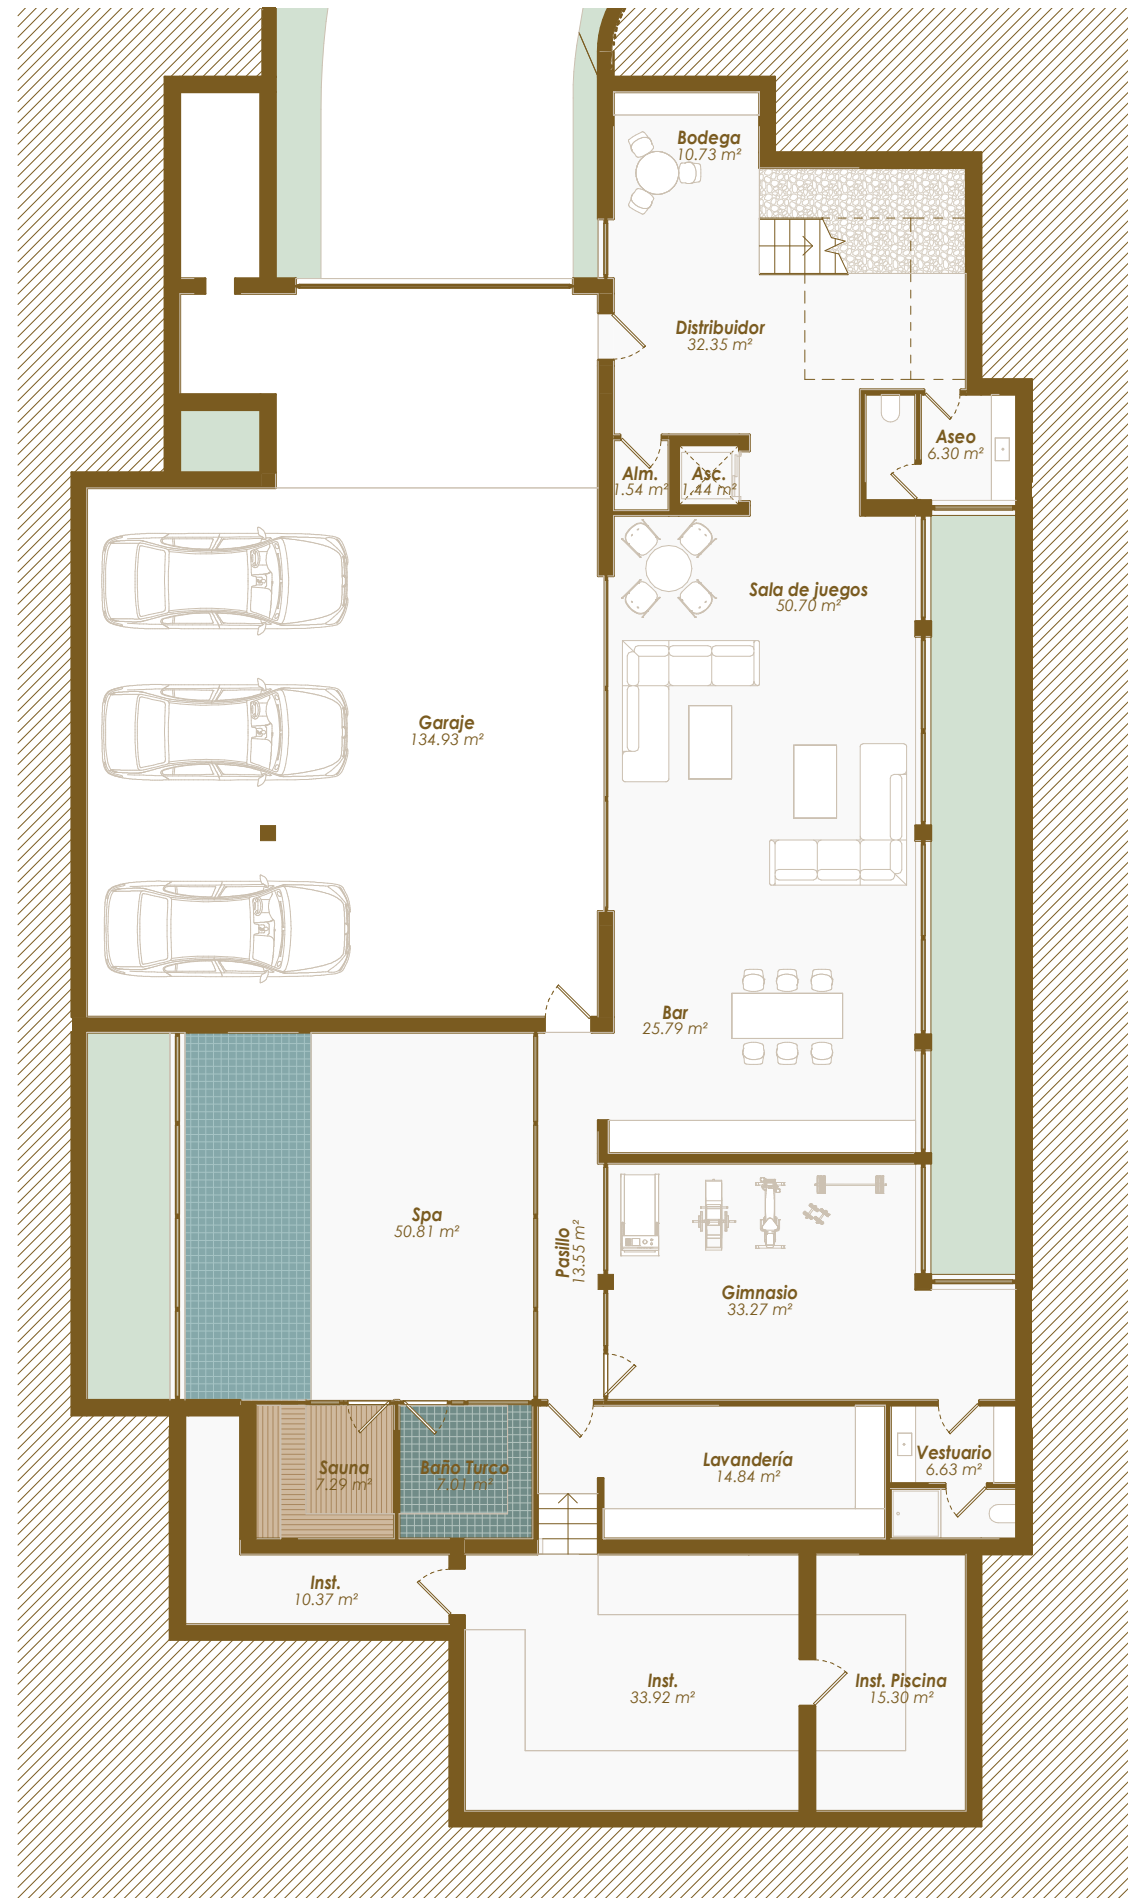 Bodega
10.73 m²
Distribuidor
32.35 m²
Aseo
6.30 m²
Alm.
1.54 m²
Asc.
1.44 m²
Sala de juegos
50.70 m²
Garaje
134.93 m²
Bar
25.79 m²
Spa
50.81 m²
Pasillo
13.55 m²
Gimnasio
33.27 m²
Sauna
7.29 m²
Baño Turco
7.01 m²
Lavandería
14.84 m²
Vestuario
6.63 m²
Inst.
10.37 m²
Inst.
33.92 m²
Inst. Piscina
15.30 m²